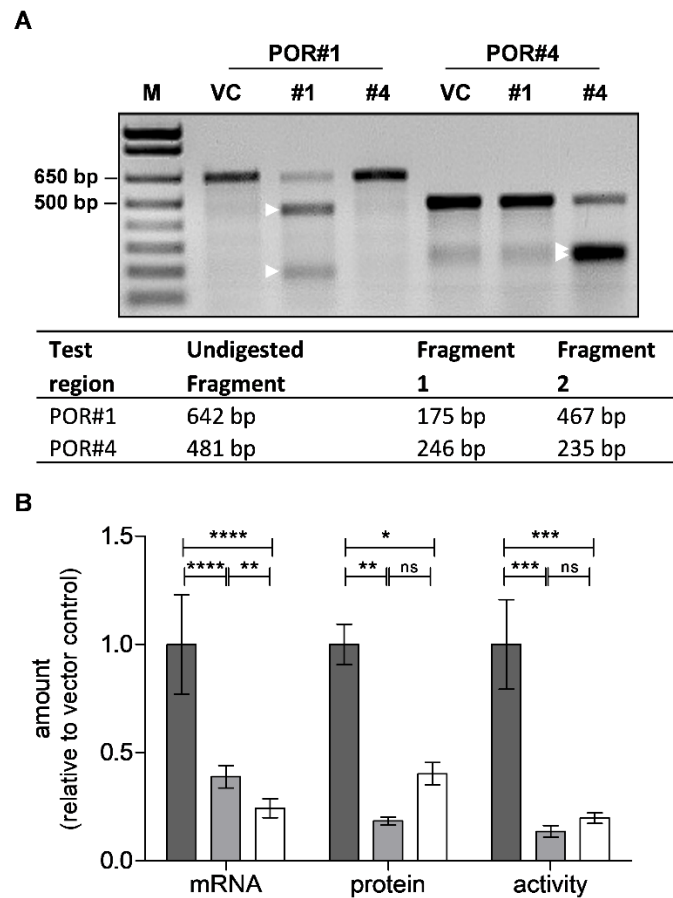 A
POR#1 POR#4
M VC #1 #4 VC #1 #4
650 bp
500 bp
Test region Undigested Fragment Fragment 1 Fragment 2
POR#1 642 bp 175 bp 467 bp
POR#4 481 bp 246 bp 235 bp
B
amount
(relative to vector control)
1.5
1.0
0.5
0.0
**** * ***
**** ** ** ns *** ns
mRNA protein activity